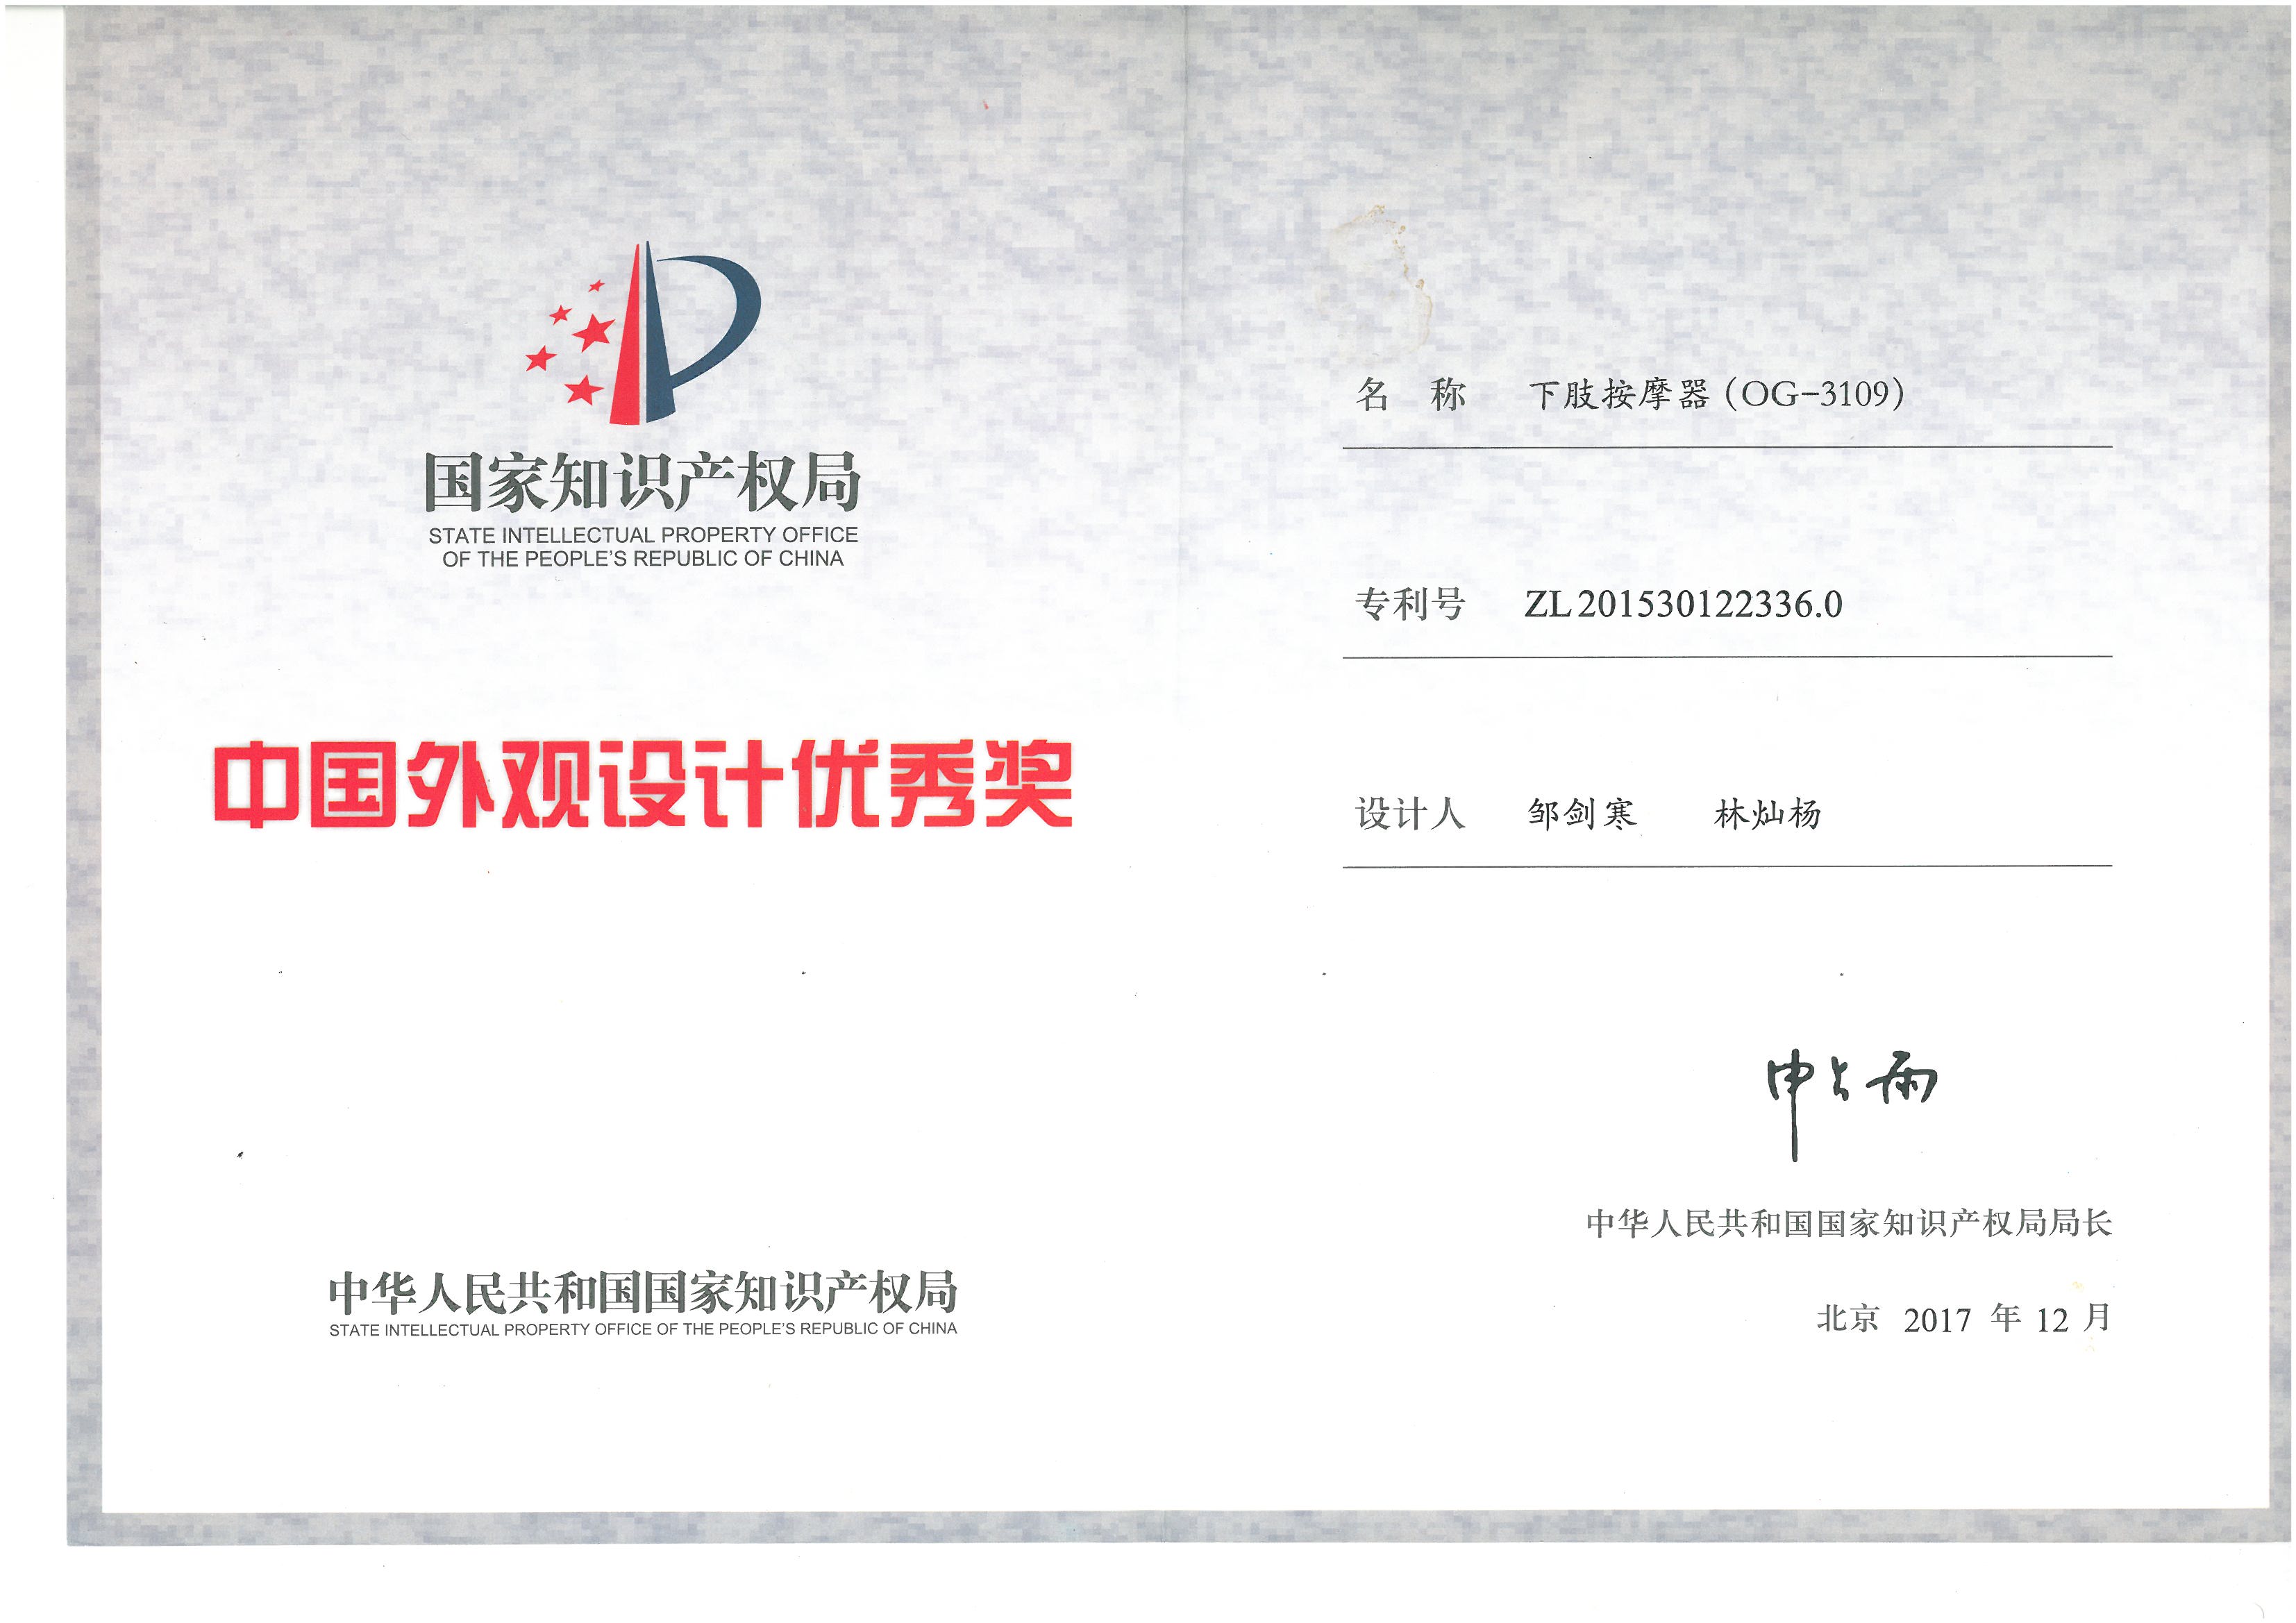 国家知识产权局
STATE INTELLECTUAL PROPERTY OFFICE
OF THE PEOPLE'S REPUBLIC OF CHINA
中国外观设计优秀奖
中华人民共和国国家知识产权局
STATE INTELLECTUAL PROPERTY OFFICE OF THE PEOPLE'S REPUBLIC OF CHINA
名 称 下肢按摩器(OG-3109)
专利号 ZL201530122336.0
设计人 邹剑寒 林灿杨
申长雨
中华人民共和国国家知识产权局局长
北京 2017 年 12 月